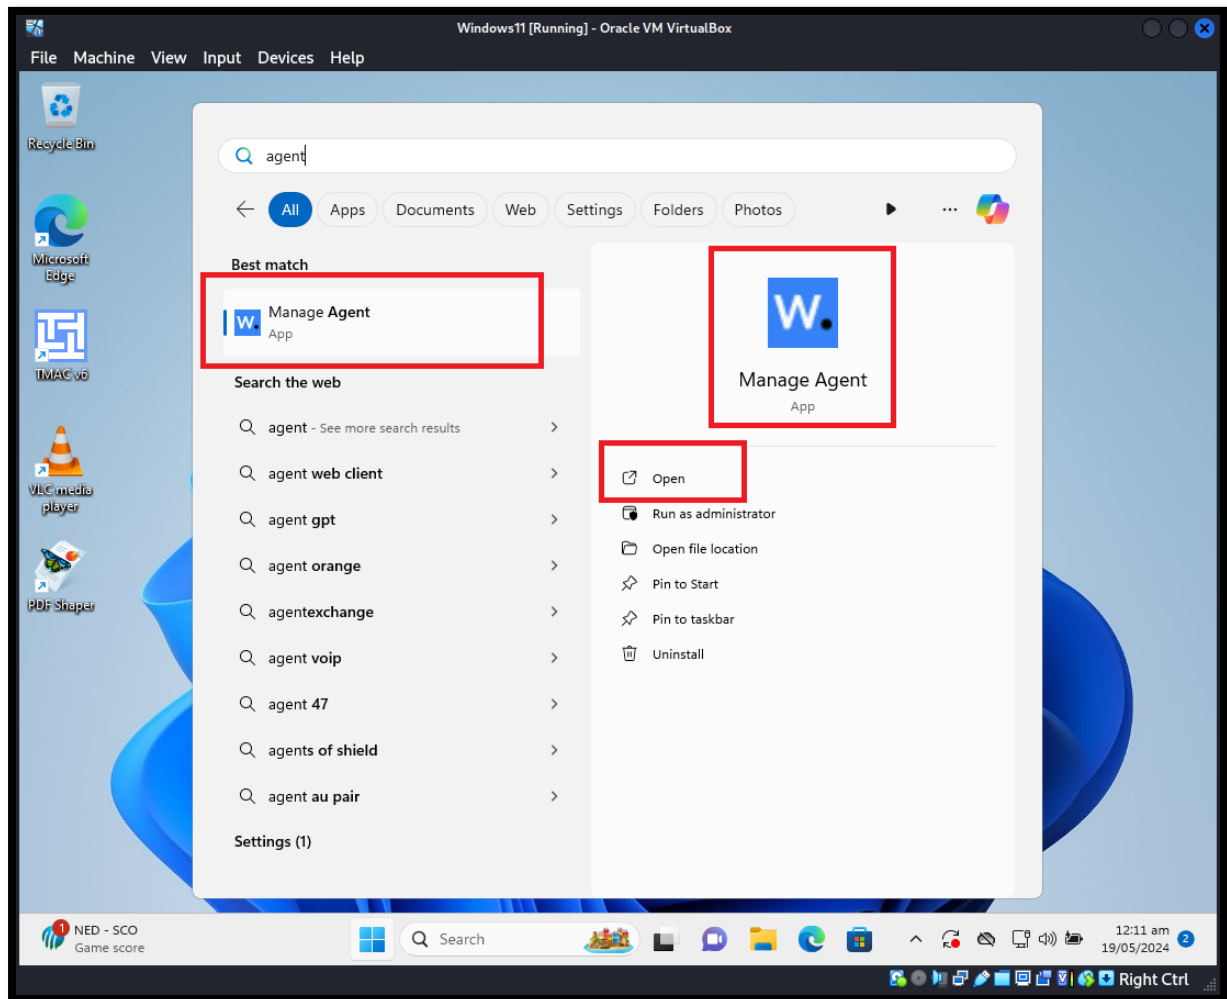 Windows11 [Running] - Oracle VM VirtualBox
File Machine View Input Devices Help
Recycle Bin
Microsoft
Edge
TMAC v6
VLC media
player
PDF Shaper
agent
All Apps Documents Web Settings Folders Photos
Best match
W.
Manage Agent
App
Search the web
agent - See more search results
agent web client
agent gpt
agent orange
agentexchange
agent voip
agent 47
agents of shield
agent au pair
Settings (1)
W.
Manage Agent
App
Open
Run as administrator
Open file location
Pin to Start
Pin to taskbar
Uninstall
1
NED - SCO
Game score
Search
12:11 am
19/05/2024
2
Right Ctrl